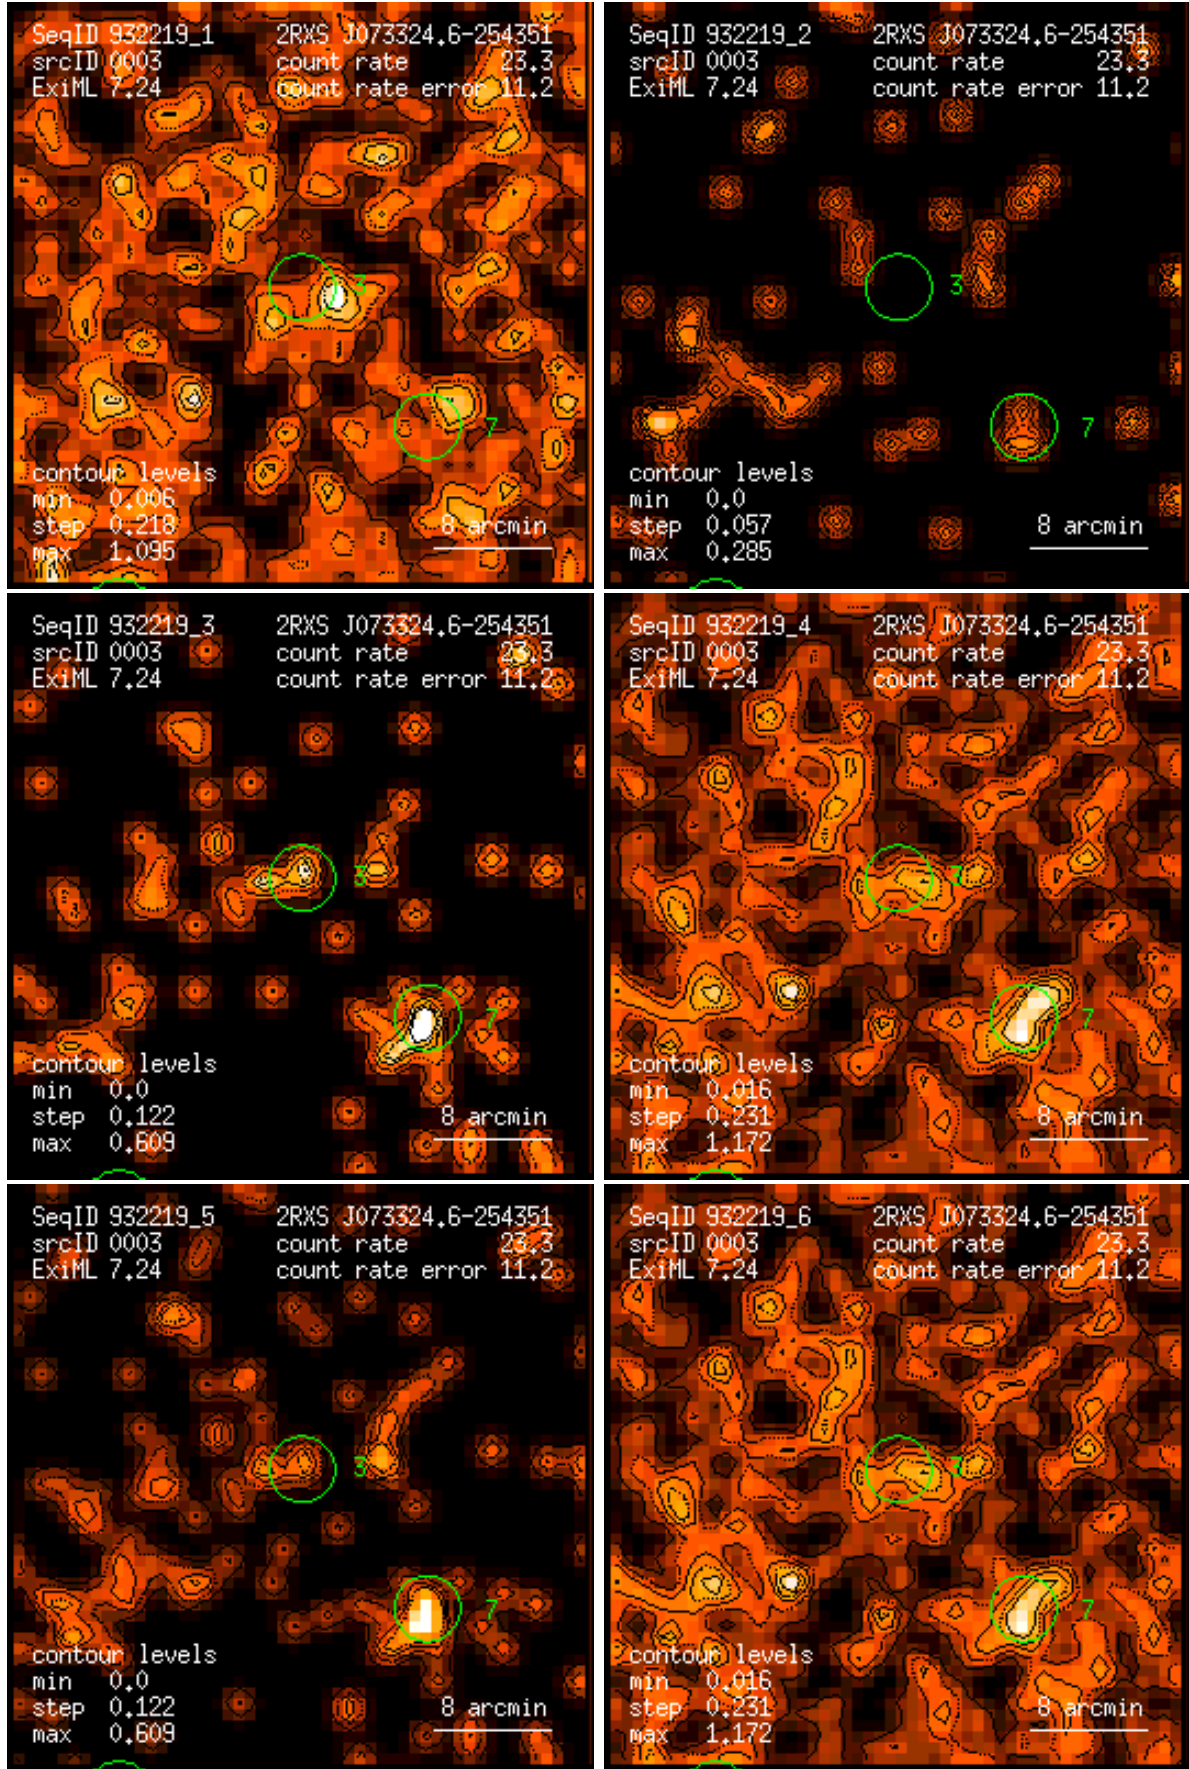 SeqID 932219_1 2RXS J073324.6-254351
srcID 0003 count rate 23.3
ExiML 7.24 count rate error 11.2
3
7
contour levels
min 0.006
step 0.218 8 arcmin
max 1.095
SeqID 932219_2 2RXS J073324.6-254351
srcID 0003 count rate 23.3
ExiML 7.24 count rate error 11.2
3
7
contour levels
min 0.0
step 0.057 8 arcmin
max 0.285
SeqID 932219_3 2RXS J073324.6-254351
srcID 0003 count rate 23.3
ExiML 7.24 count rate error 11.2
3
7
contour levels
min 0.0
step 0.122 8 arcmin
max 0.609
SeqID 932219_4 2RXS J073324.6-254351
srcID 0003 count rate 23.3
ExiML 7.24 count rate error 11.2
3
7
contour levels
min 0.016
step 0.231 8 arcmin
max 1.172
SeqID 932219_5 2RXS J073324.6-254351
srcID 0003 count rate 23.3
ExiML 7.24 count rate error 11.2
3
7
contour levels
min 0.0
step 0.122 8 arcmin
max 0.609
SeqID 932219_6 2RXS J073324.6-254351
srcID 0003 count rate 23.3
ExiML 7.24 count rate error 11.2
3
7
contour levels
min 0.016
step 0.231 8 arcmin
max 1.172